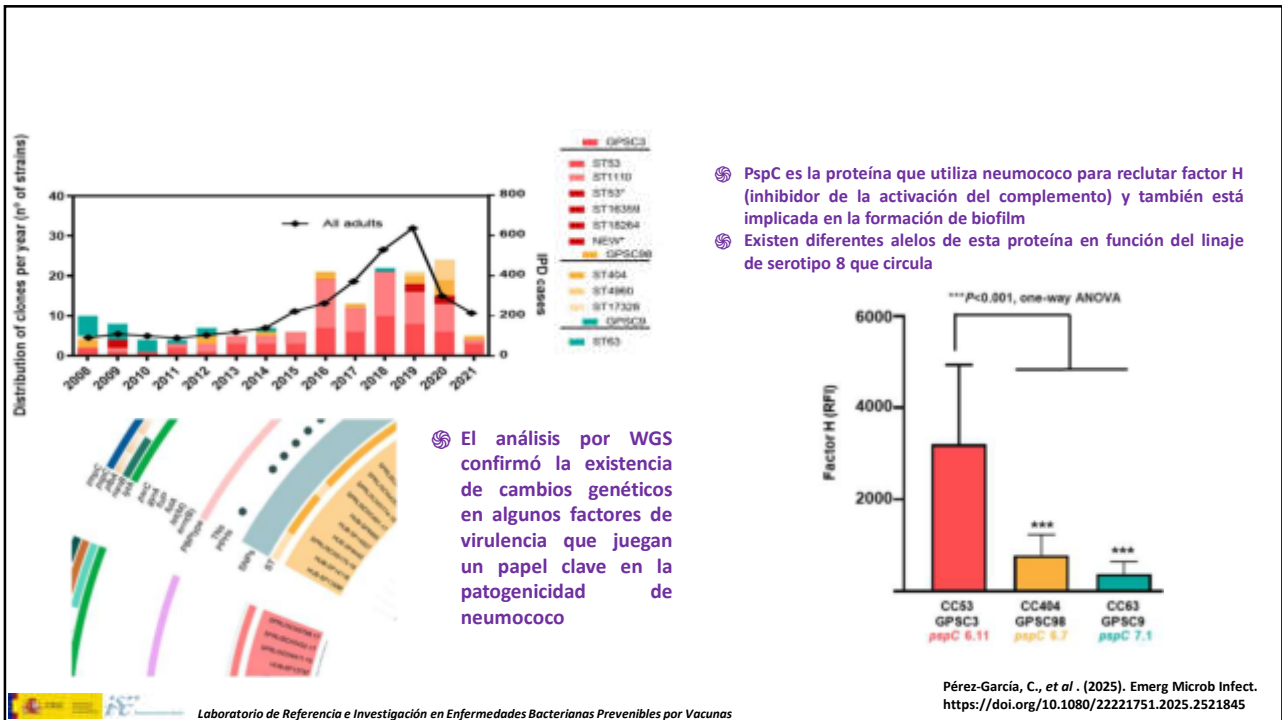 Distribution of clones per year (nº of strains)
40
30
20
10
0
All adults
800
600
400
200
0
IPD cases
2008
2009
2010
2011
2012
2013
2014
2015
2016
2017
2018
2019
2020
2021
GPSC3
ST53
ST1110
ST53*
ST16359
ST18264
NEW*
GPSC98
ST404
ST4960
ST17328
GPSC9
ST63
PspC es la proteína que utiliza neumococo para reclutar factor H
(inhibidor de la activación del complemento) y también está
implicada en la formación de biofilm
Existen diferentes alelos de esta proteína en función del linaje
de serotipo 8 que circula
***P<0.001, one-way ANOVA
Factor H (RFI)
6000
4000
2000
***
***
CC53
GPSC3
pspC 6.11
CC404
GPSC98
pspC 6.7
CC63
GPSC9
pspC 7.1
PBPtype
SNPs
ST
El análisis por WGS
confirmó la existencia
de cambios genéticos
en algunos factores de
virulencia que juegan
un papel clave en la
patogenicidad de
neumococo
Laboratorio de Referencia e Investigación en Enfermedades Bacterianas Prevenibles por Vacunas
Pérez-García, C., et al . (2025). Emerg Microb Infect.
https://doi.org/10.1080/22221751.2025.2521845